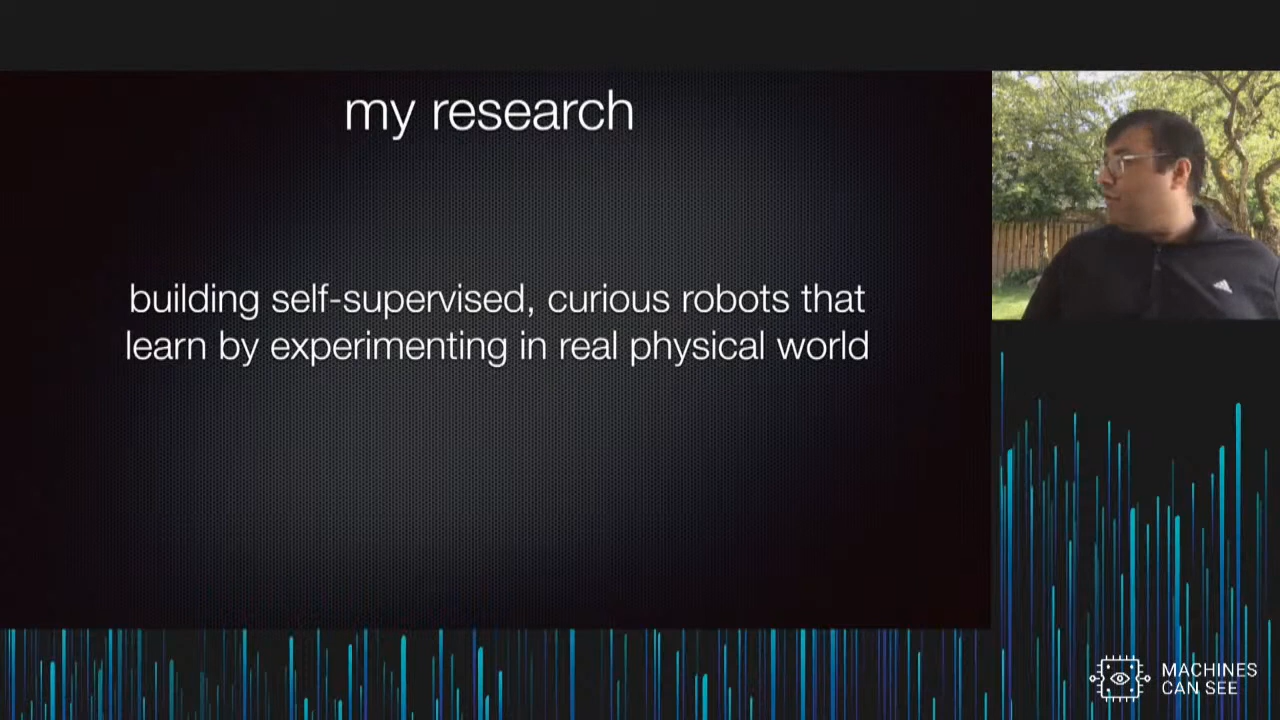 my research
building self-supervised, curious robots that
learn by experimenting in real physical world
MACHINES
CAN SEE